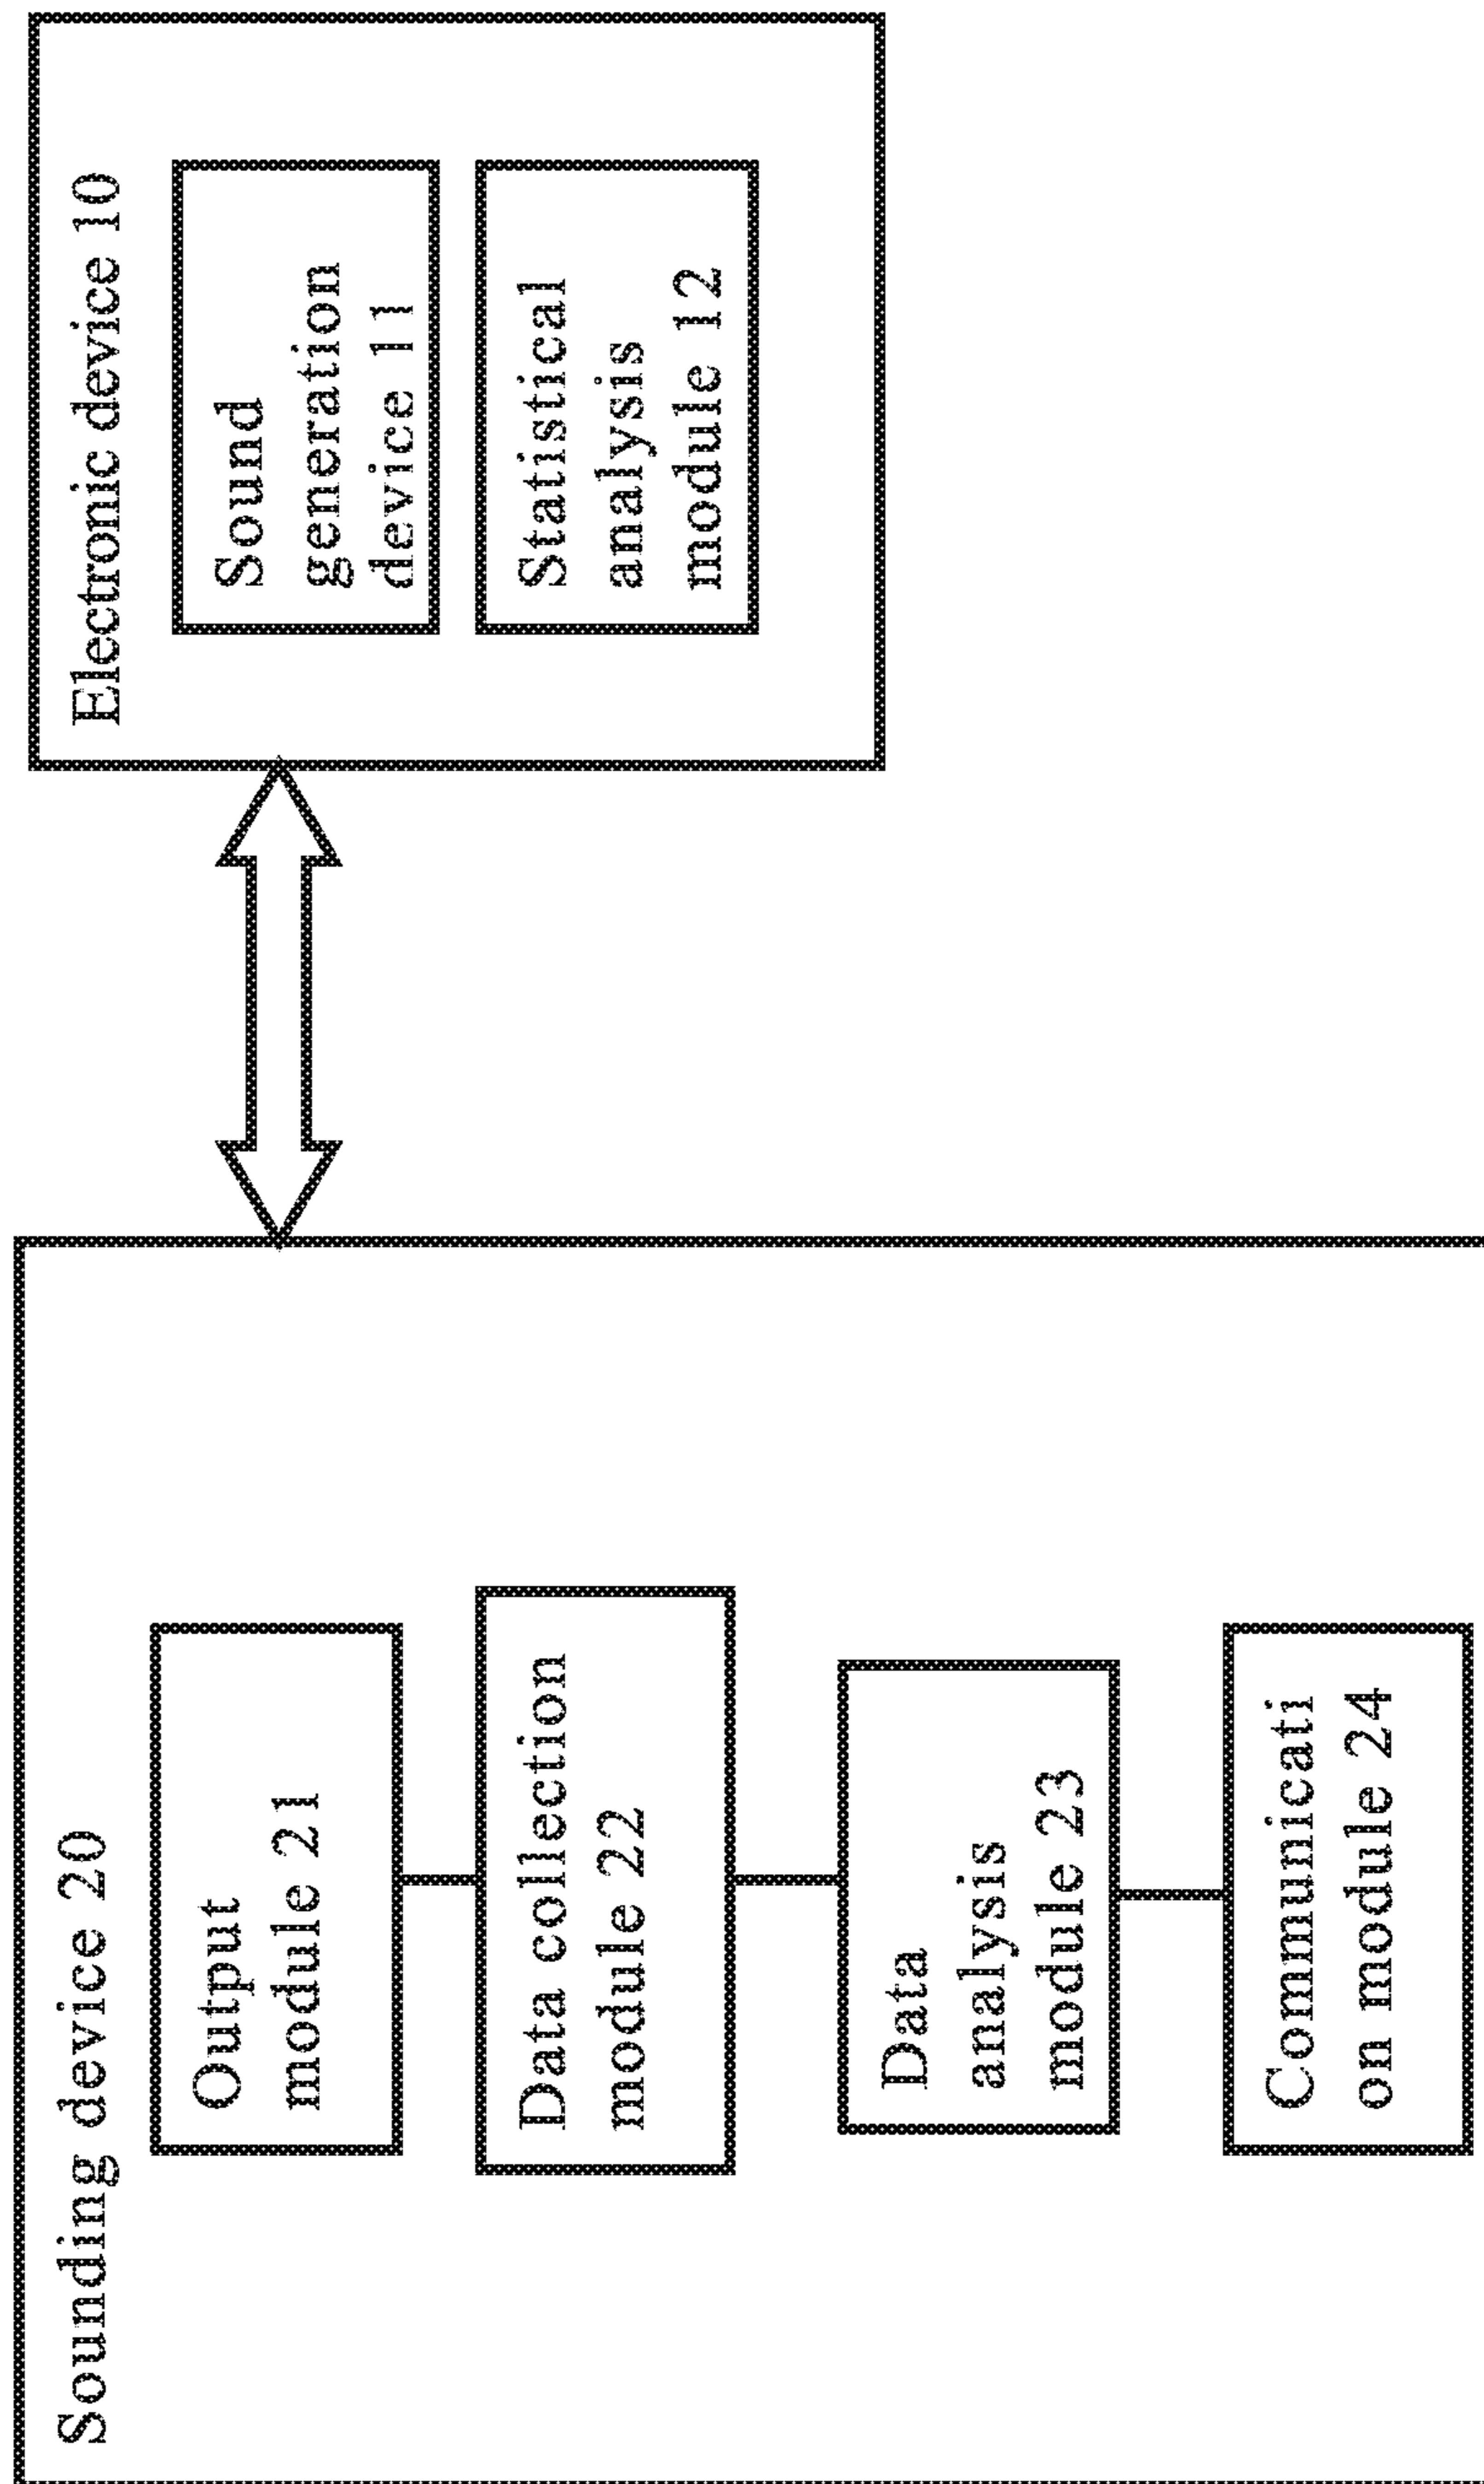 Sounding device 20
Output
module 21
Data collection
module 22
Data
analysis
module 23
Communicati
on module 24
Electronic device 10
Sound
generation
device 11
Statistical
analysis
module 12